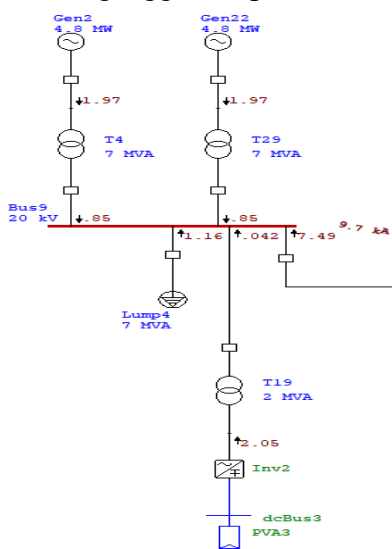 Gen2
4.8 MW
Gen22
4.8 MW
1.97
1.97
T4
7 MVA
T29
7 MVA
Bus9
20 kV
.85
.85
9.7 kA
1.16
.042
7.49
Lump4
7 MVA
T19
2 MVA
2.05
Inv2
dcBus3
PVA3